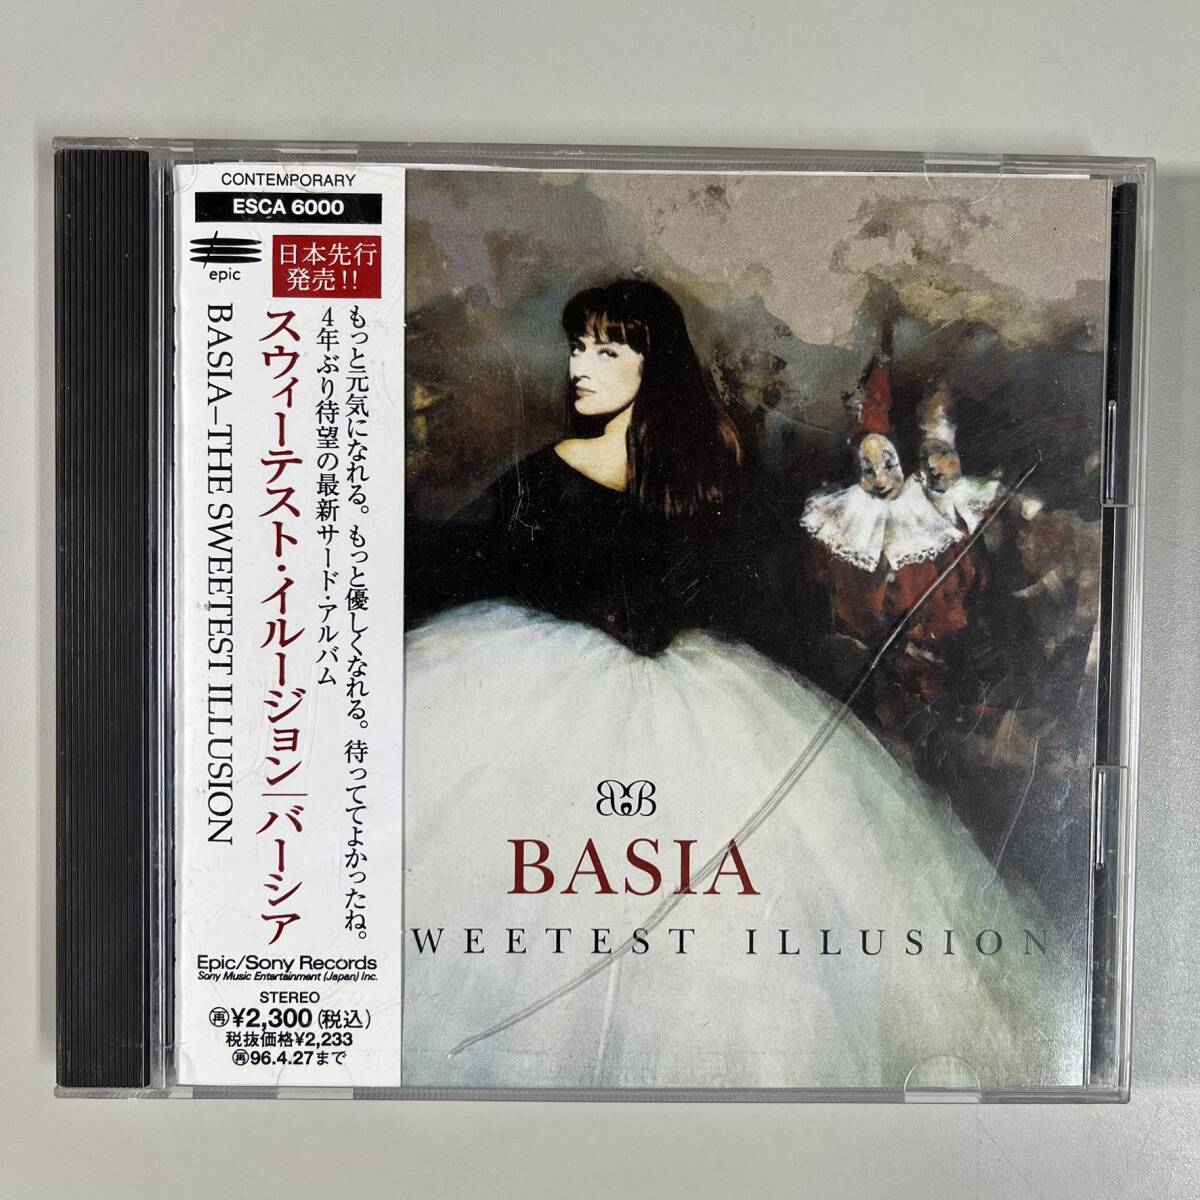 CONTEMPORARY
ESCA 6000
epic
日本先行
発売!!
もっと元気になれる。もっと優しくなれる。待っててよかったね。
4年ぶり待望の最新サード・アルバム
スウィーテスト・イルージョン|バーシア
BASIA–THE SWEETEST ILLUSION
Epic/Sony Records
Sony Music Entertainment (Japan) Inc.
STEREO
再¥2,300(税込)
税抜価格¥2,233
再96.4.27まで
BB
BASIA
WEETEST ILLUSION